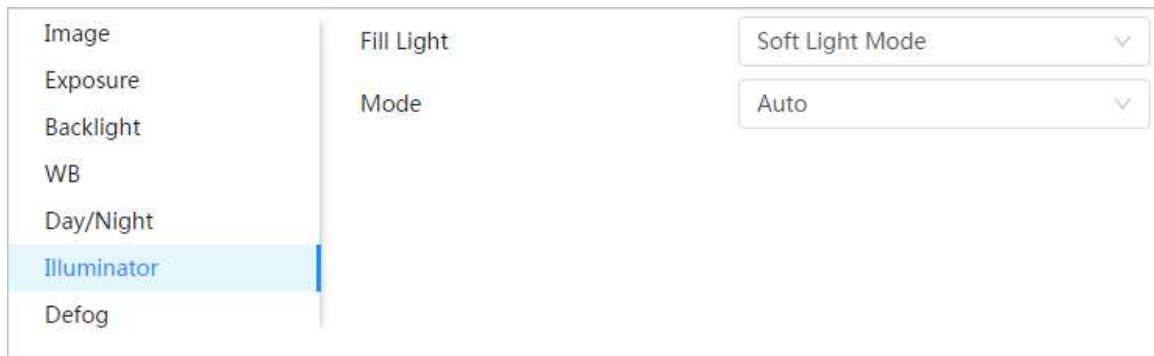 Image
Exposure
Backlight
WB
Day/Night
Illuminator
Defog
Fill Light
Soft Light Mode
Mode
Auto